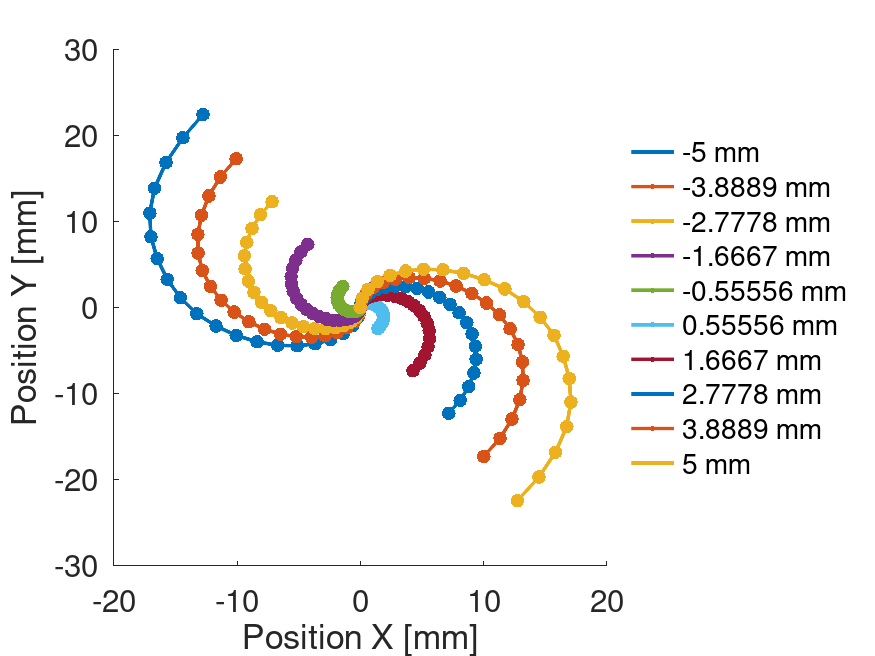 30
20
10
0
-10
-20
-30
-20
-10
0
10
20
Position X [mm]
Position Y [mm]
-5 mm
-3.8889 mm
-2.7778 mm
-1.6667 mm
-0.55556 mm
0.55556 mm
1.6667 mm
2.7778 mm
3.8889 mm
5 mm